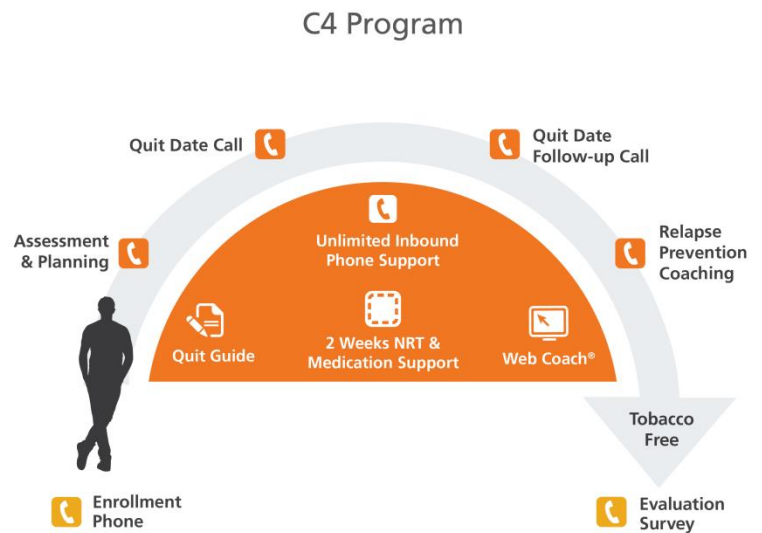 C4 Program
Quit Date Call
Quit Date
Follow-up Call
Assessment
& Planning
Relapse
Prevention
Coaching
Unlimited Inbound
Phone Support
Quit Guide
2 Weeks NRT &
Medication Support
Web Coach®
Tobacco
Free
Enrollment
Phone
Evaluation
Survey